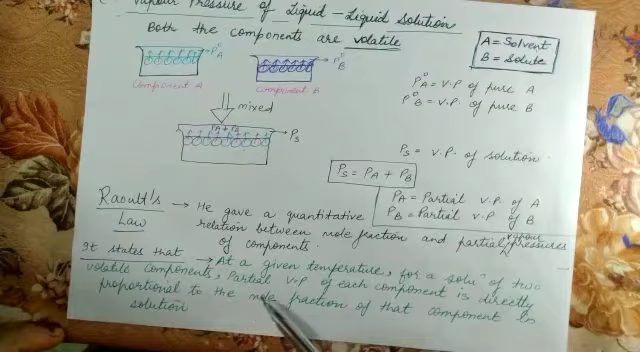 Vapour Pressure of Liquid - Liquid Solution
Both the components are volatile
A = Solvent
B = Solute
P°A
P°B
Component A
Component B
P°A = V.P of pure A
P°B = V.P. of pure B
mixed
PA + PB
Ps
Ps = V.P. of solution.
Ps = PA + PB
PA = Partial V.P. of A
PB = Partial V.P of B
Raoult's Law → He gave a quantitative
relation between mole fraction and partial vapour pressures
of components.
It states that → At a given temperature, for a solun of two
volatile components, Partial V.P of each component is directly
proportional to the mole fraction of that component in
solution